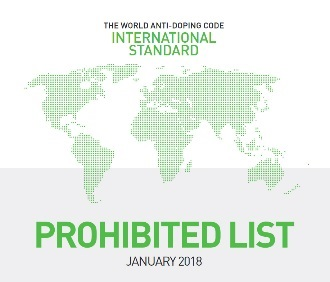 THE WORLD ANTI-DOPING CODE
INTERNATIONAL
STANDARD
PROHIBITED LIST
JANUARY 2018